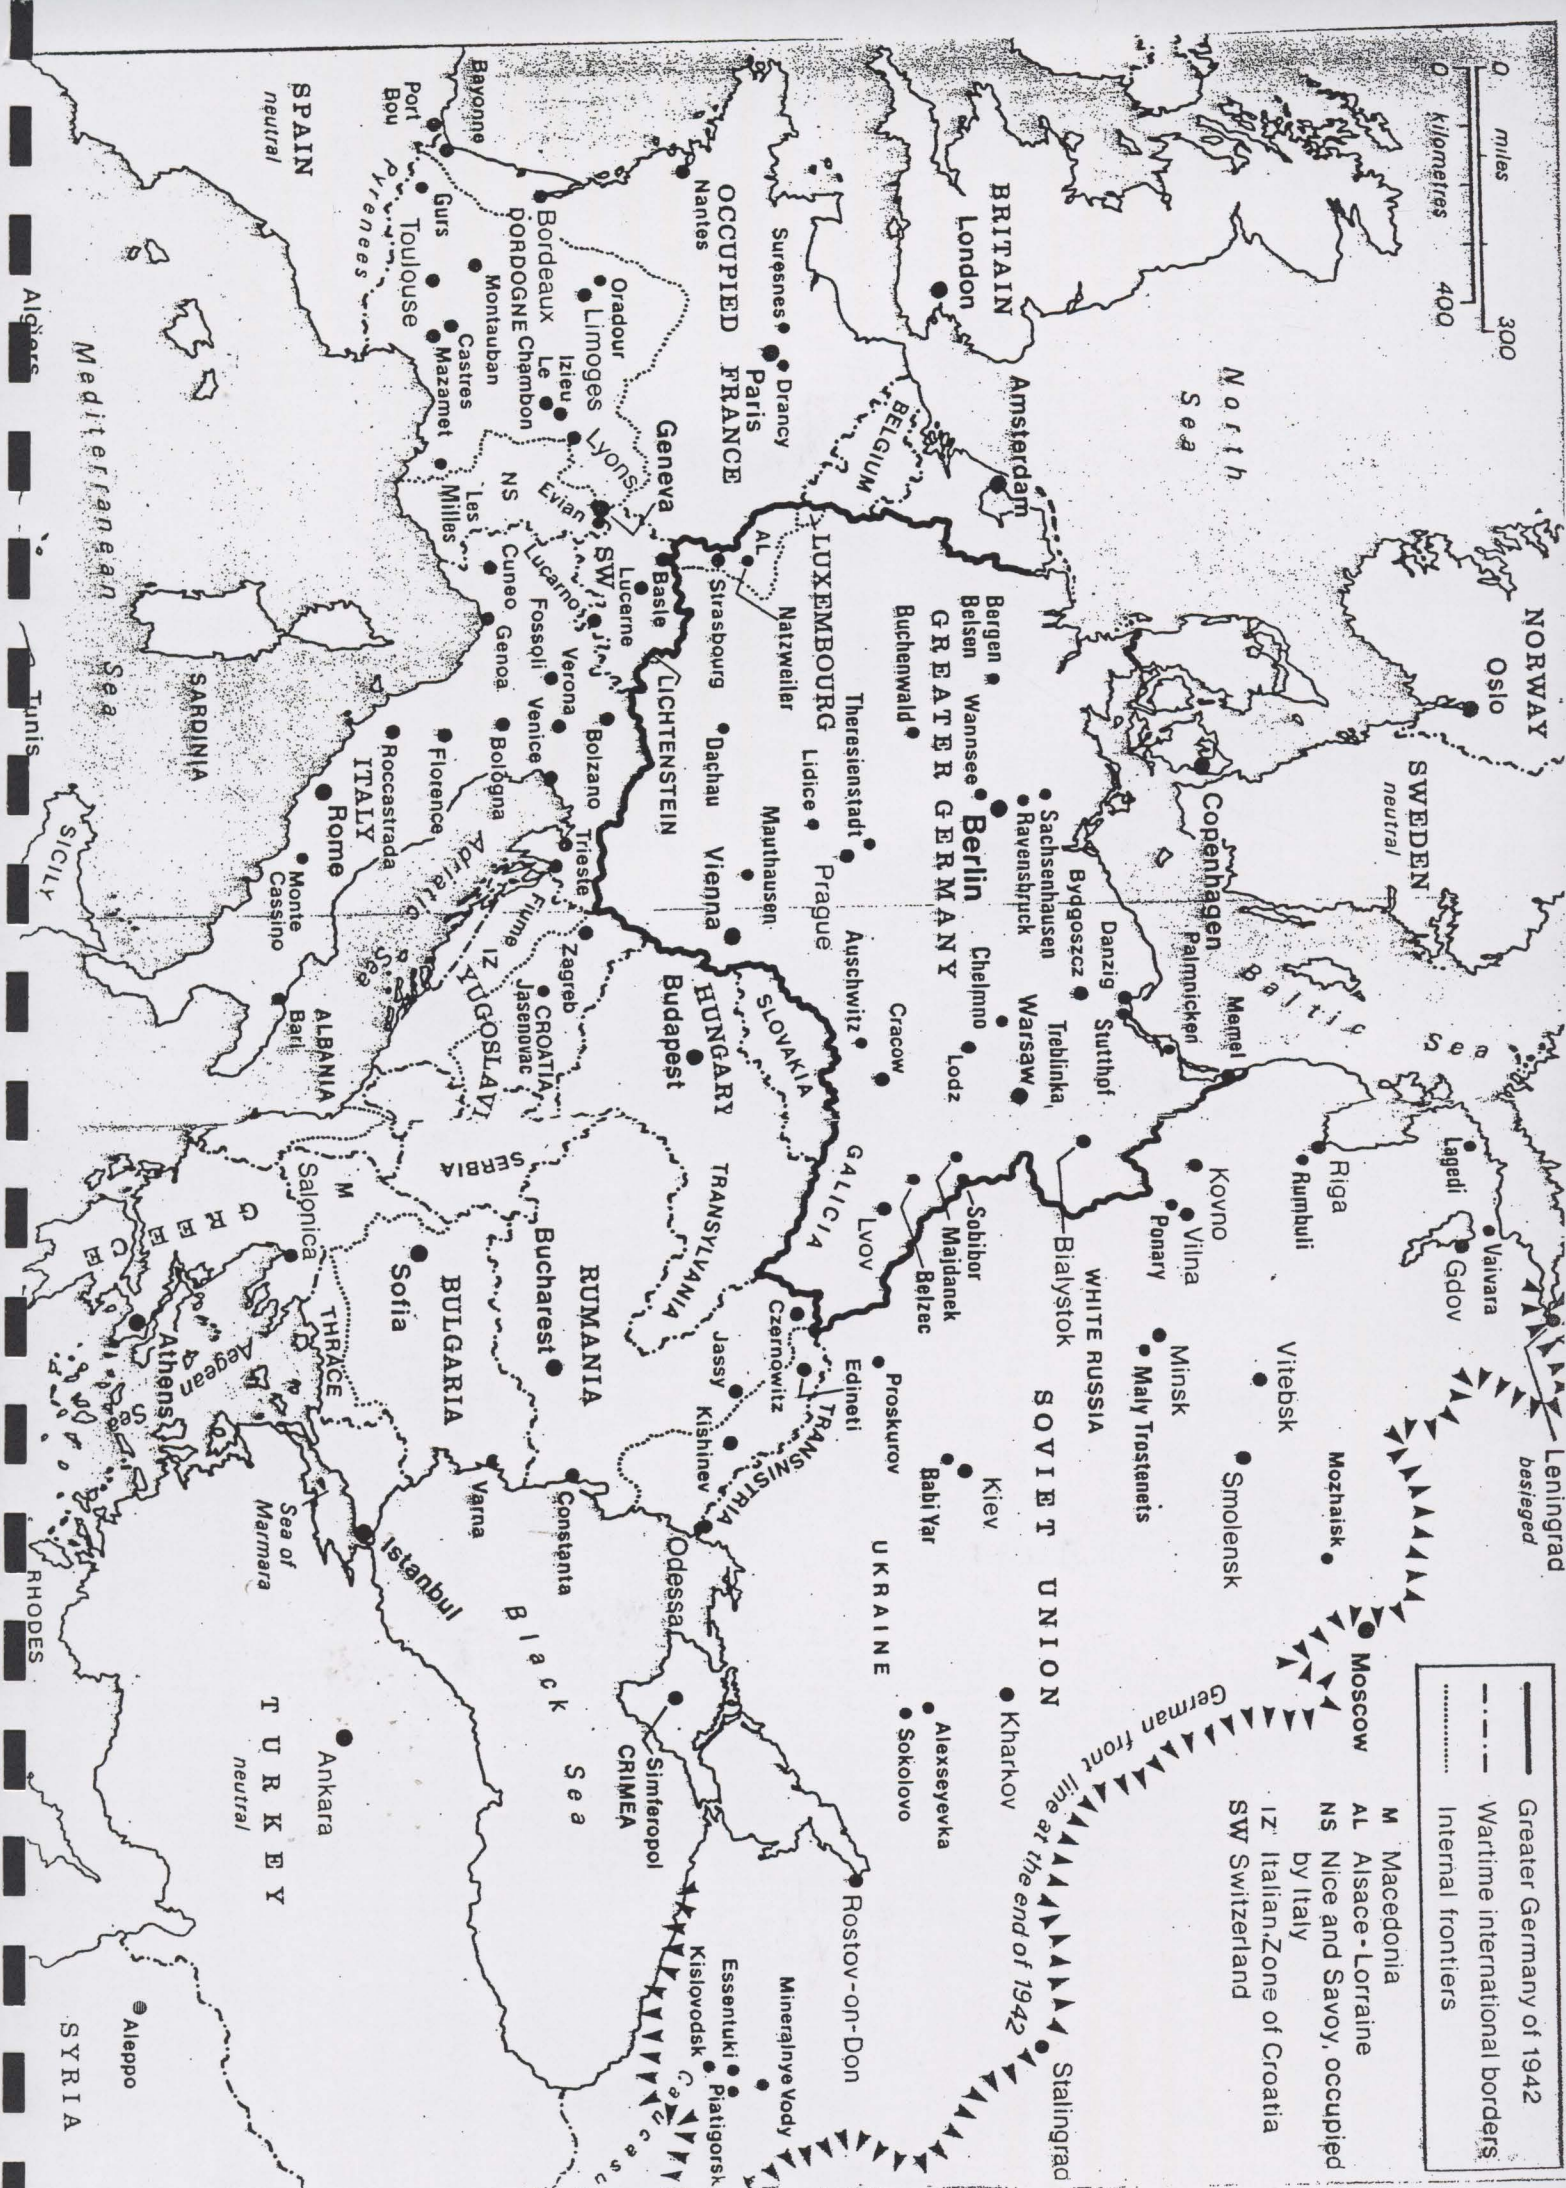 0 miles 300
0 kilometres 400
NORWAY
Oslo
SWEDEN
neutral
Leningrad
besieged
Greater Germany of 1942
Wartime international borders
Internal frontiers
M Macedonia
AL Alsace-Lorraine
NS Nice and Savoy, occupied
by Italy
IZ Italian Zone of Croatia
SW Switzerland
North
Sea
Baltic
Sea
Copenhagen
Memel
Palmnicken
Lagedi
Vaivara
Gdov
Riga
Rumbuli
Mozhaisk
Moscow
Vitebsk
Smolensk
BRITAIN
London
Amsterdam
Danzig
Stutthof
Bydgoszcz
Kovno
Vilna
Ponary
Minsk
Maly Trostenets
German front line at the end of 1942
Stalingrad
Bergen
Belsen
Wannsee
Berlin
Sachsenhausen
Ravensbruck
Chelmno
Warsaw
Treblinka
Lodz
Bialystok
WHITE RUSSIA
SOVIET UNION
BELGIUM
Buchenwald
GREATER GERMANY
Sobibor
Majdanek
Belzec
Kiev
Babi Yar
Kharkov
Alexseyevka
Sokolovo
LUXEMBOURG
Theresienstadt
Lidice
Prague
Auschwitz
Cracow
GALICIA
Lvov
Proskurov
Edineti
UKRAINE
Rostov-on-Don
OCCUPIED FRANCE
Suresnes
Drancy
Paris
Nantes
AL
Natzweiler
Strasbourg
Dachau
Mauthausen
Vienna
SLOVAKIA
HUNGARY
Budapest
TRANSYLVANIA
Czernowitz
TRANSNISTRIA
Jassy
Kishinev
Odessa
Simferopol
CRIMEA
Mineralnye Vody
Essentuki
Kislovodsk
Piatigorsk
Geneva
Basle
LICHTENSTEIN
Lucerne
SW
Oradour
Limoges
Izieu
Le
Chambon
Lyons
Evian
Bordeaux
DORDOGNE
Locarno
Bolzano
Verona
Venice
Fossoli
Trieste
Fiume
Zagreb
CROATIA
Jasenovac
IZ
YUGOSLAVI
SERBIA
RUMANIA
Bucharest
Constanta
Black
Sea
Bayonne
Port
Bou
Gurs
Toulouse
Montauban
Castres
Mazamet
Les
Milles
NS
Cuneo
Genoa
Bologna
Florence
Roccastrada
ITALY
Rome
Adriatic
Sea
BULGARIA
Sofia
Varna
SPAIN
neutral
Pyrenees
Monte
Cassino
Bari
ALBANIA
M
Salonica
THRACE
Istanbul
Sea of
Marmara
TURKEY
neutral
Ankara
Mediterranean Sea
SARDINIA
SICILY
GREECE
Athens
Aegean
Se
RHODES
Aleppo
SYRIA
Algiers
Tunis